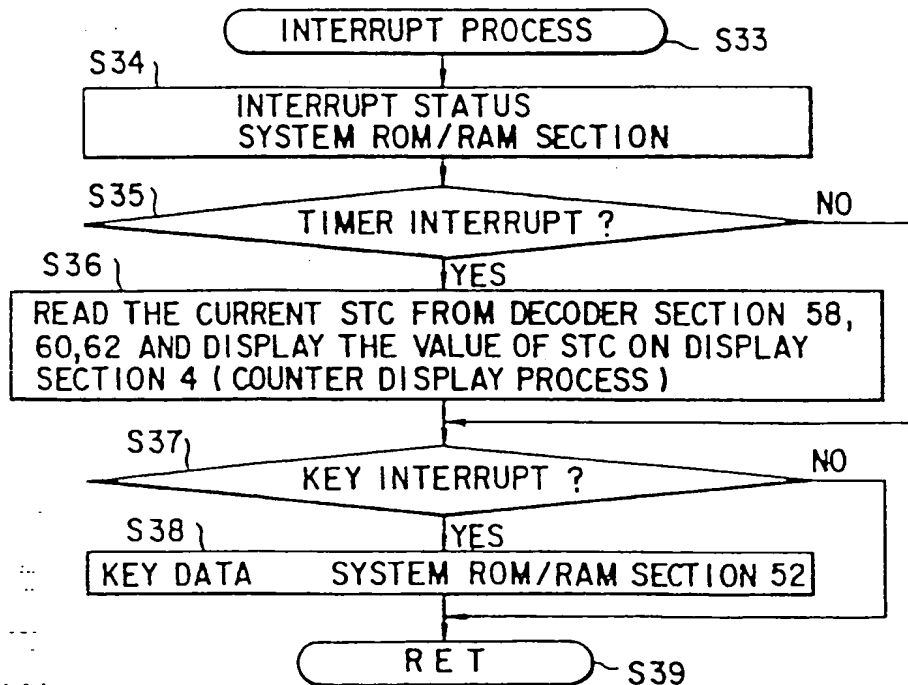 INTERRUPT PROCESS
S33
S34
INTERRUPT STATUS
SYSTEM ROM/RAM SECTION
S35
TIMER INTERRUPT ?
NO
YES
S36
READ THE CURRENT STC FROM DECODER SECTION 58,
60,62 AND DISPLAY THE VALUE OF STC ON DISPLAY
SECTION 4 (COUNTER DISPLAY PROCESS)
S37
KEY INTERRUPT ?
NO
YES
S38
KEY DATA SYSTEM ROM/RAM SECTION 52
RET
S39